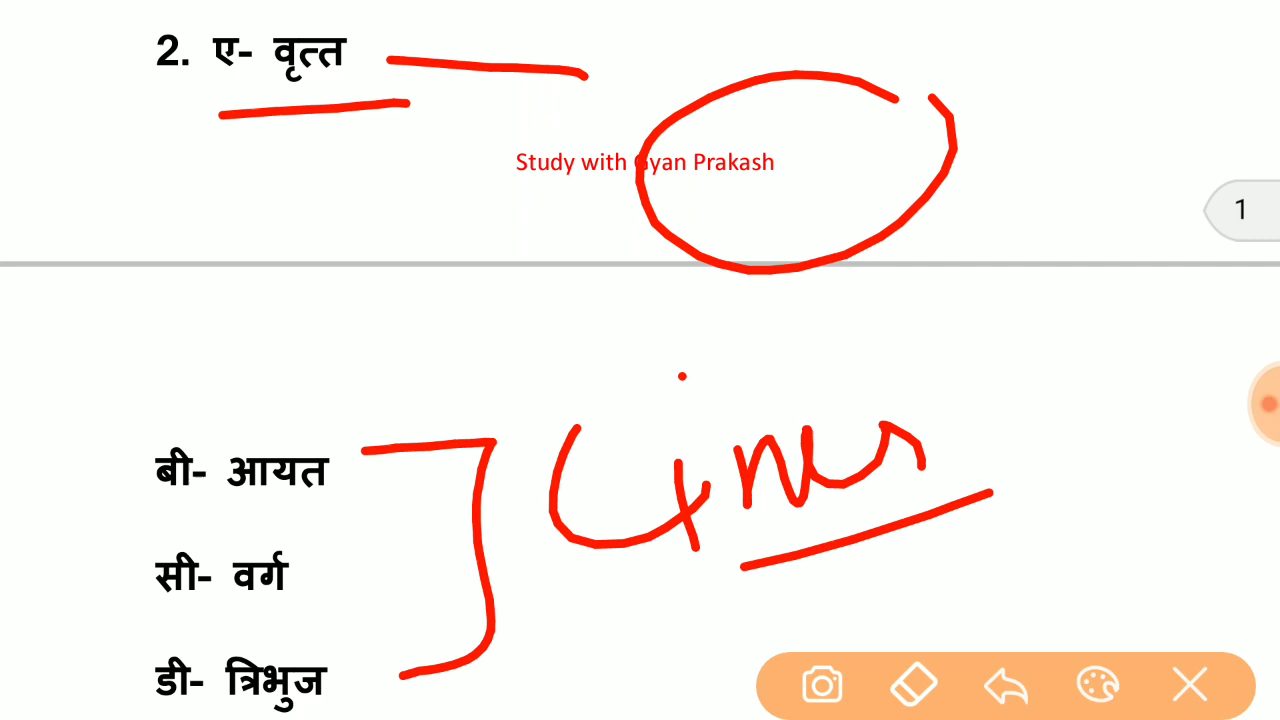 2. ए- वृत्त
Study with Gyan Prakash
1
बी- आयत
Lines
सी- वर्ग
डी- त्रिभुज